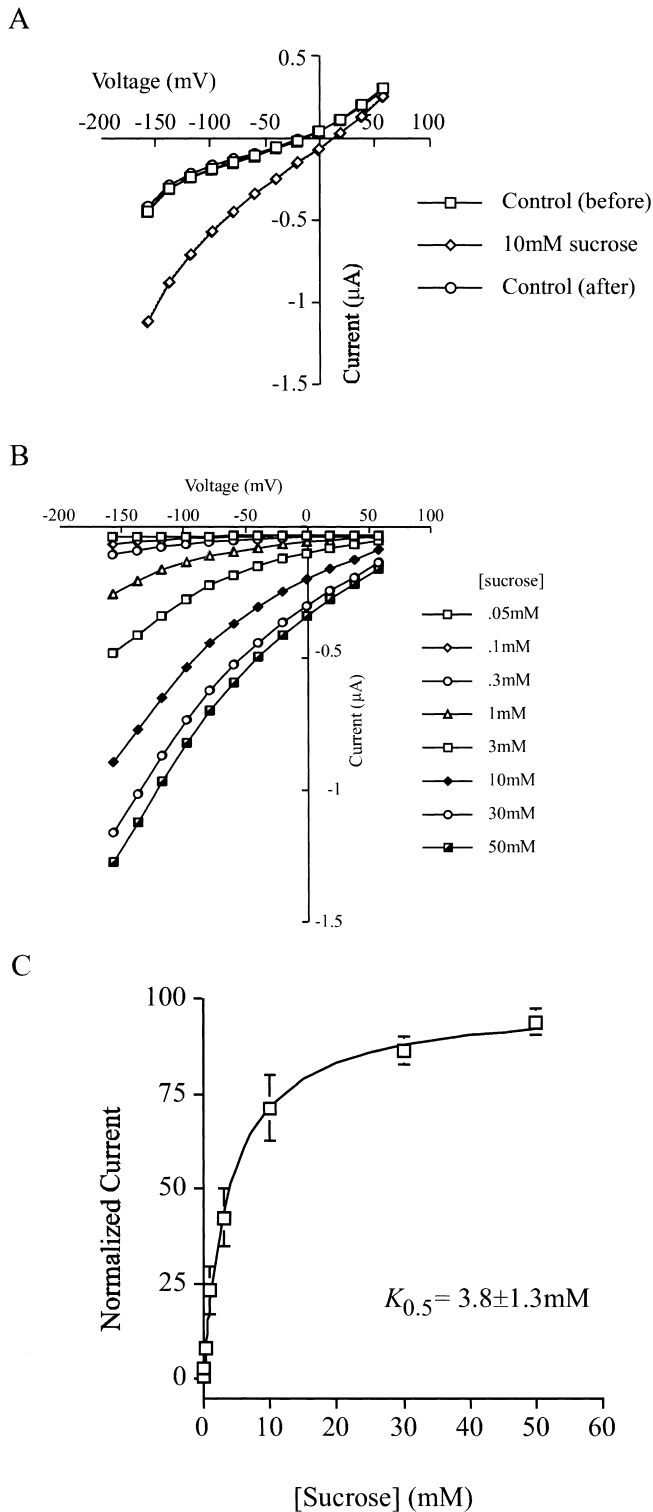 A
0.5
Voltage (mV)
-200 -150 -100 -50 0 50 100
-0.5
-1
-1.5
Current (µA)
Control (before)
10mM sucrose
Control (after)
B
Voltage (mV)
-200 -150 -100 -50 0 50 100
-0.5
-1
-1.5
Current (µA)
[sucrose]
.05mM
.1mM
.3mM
1mM
3mM
10mM
30mM
50mM
C
100
75
50
25
0
Normalized Current
K0.5= 3.8±1.3mM
0 10 20 30 40 50 60
[Sucrose] (mM)